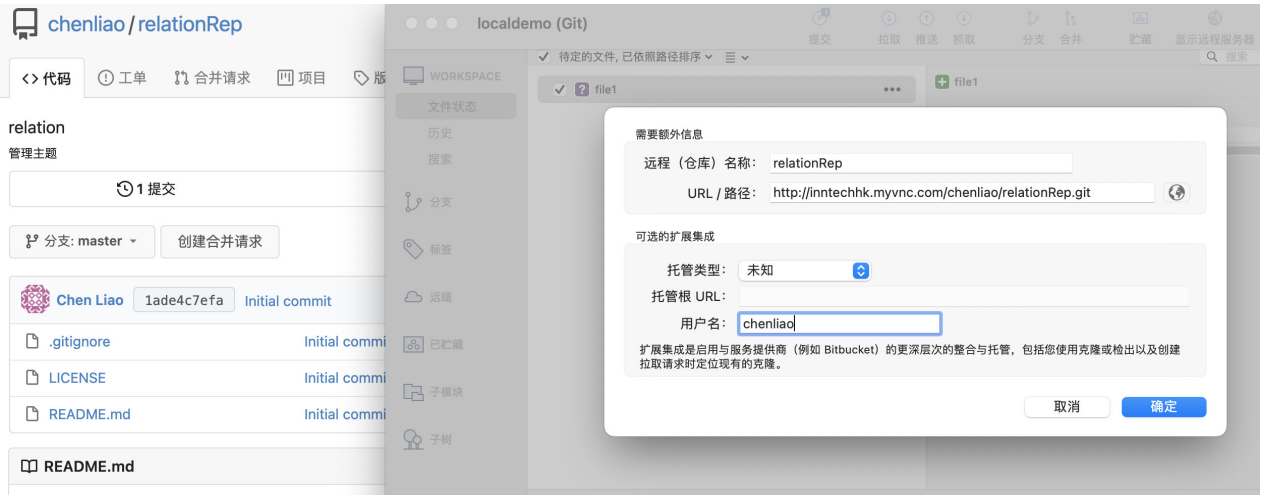 chenliao/relationRep
代码
工单
合并请求
项目
版
relation
管理主题
1 提交
分支: master
创建合并请求
Chen Liao
1ade4c7efa
Initial commit
.gitignore
Initial commi
LICENSE
Initial commi
README.md
Initial commi
README.md
localdemo (Git)
提交
拉取
推送
抓取
分支
合并
贮藏
显示远程服务器
待定的文件, 已依照路径排序
搜索
WORKSPACE
文件状态
历史
搜索
分支
标签
远端
已贮藏
子模块
子树
file1
file1
需要额外信息
远程（仓库）名称: relationRep
URL / 路径: http://inntechhk.myvnc.com/chenliao/relationRep.git
可选的扩展集成
托管类型: 未知
托管根 URL:
用户名: chenliao
扩展集成是启用与服务提供商（例如 Bitbucket）的更深层次的整合与托管，包括您使用克隆或检出以及创建
拉取请求时定位现有的克隆。
取消
确定